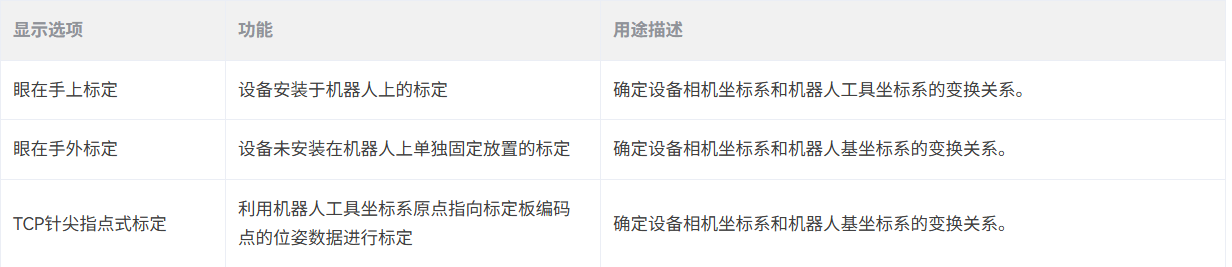 显示选项 功能 用途描述
眼在手上标定 设备安装于机器人上的标定 确定设备相机坐标系和机器人工具坐标系的变换关系。
眼在手外标定 设备未安装在机器人上单独固定放置的标定 确定设备相机坐标系和机器人基坐标系的变换关系。
TCP针尖指点式标定 利用机器人工具坐标系原点指向标定板编码
点的位姿数据进行标定 确定设备相机坐标系和机器人基坐标系的变换关系。